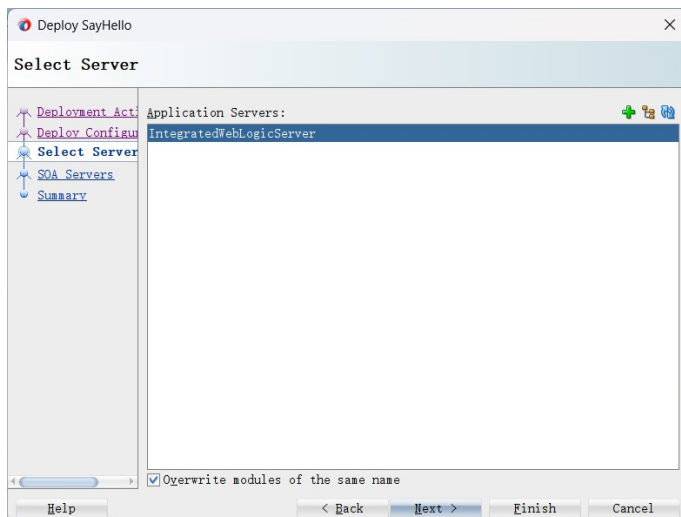 Deploy SayHello
Select Server
Deployment Acti
Deploy Configur
Select Server
SOA Servers
Summary
Application Servers:
IntegratedWebLogicServer
Overwrite modules of the same name
Help
< Back
Next >
Finish
Cancel